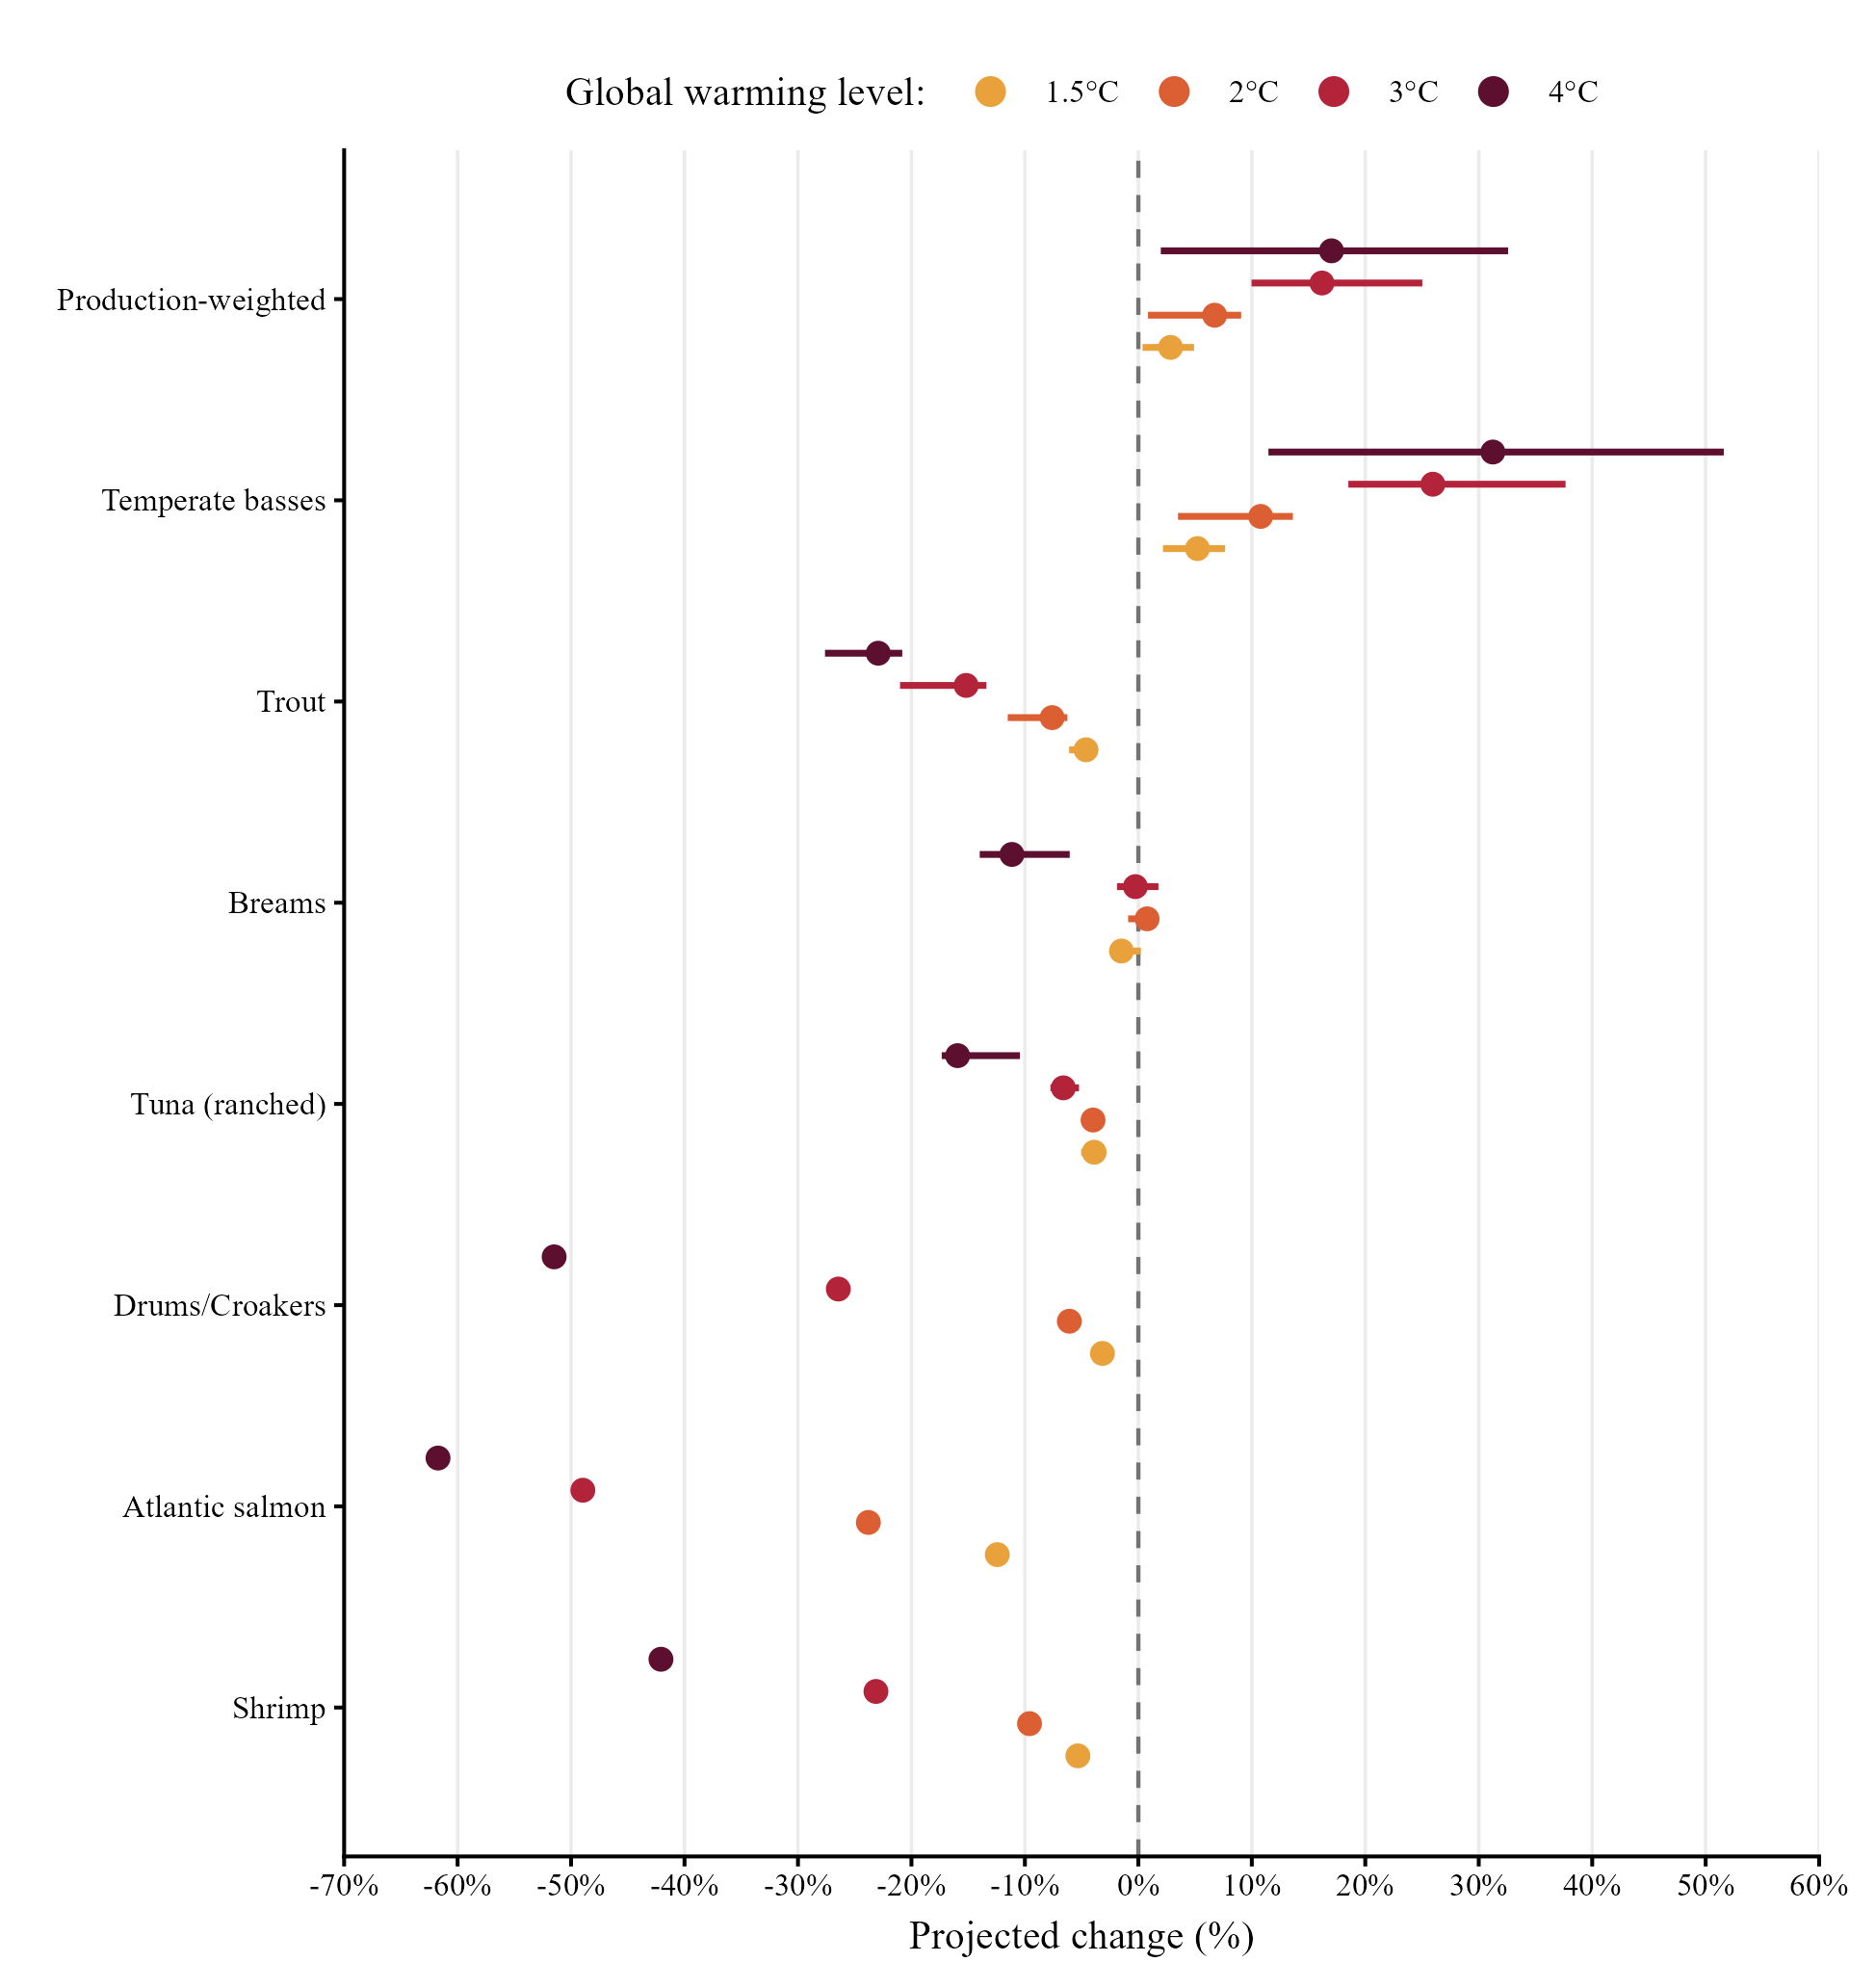 Global warming level: 1.5°C 2°C 3°C 4°C
Production-weighted
Temperate basses
Trout
Breams
Tuna (ranched)
Drums/Croakers
Atlantic salmon
Shrimp
-70% -60% -50% -40% -30% -20% -10% 0% 10% 20% 30% 40% 50% 60%
Projected change (%)